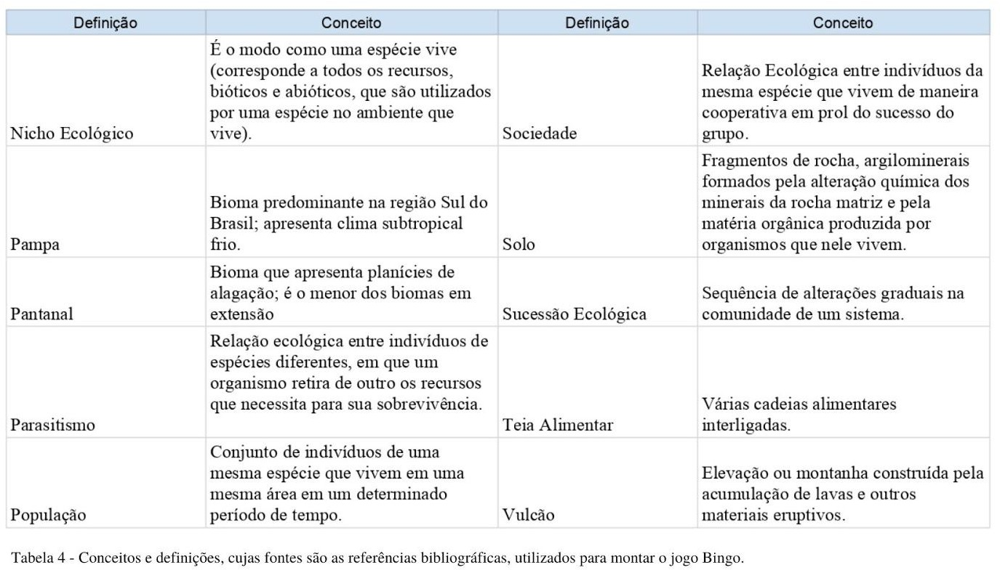 Definição Conceito Definição Conceito
É o modo como uma espécie vive
(corresponde a todos os recursos,
bióticos e abióticos, que são utilizados
por uma espécie no ambiente que
vive).
Nicho Ecológico
Relação Ecológica entre indivíduos da
mesma espécie que vivem de maneira
cooperativa em prol do sucesso do
grupo.
Sociedade
Bioma predominante na região Sul do
Brasil; apresenta clima subtropical
frio.
Pampa
Fragmentos de rocha, argilominerais
formados pela alteração química dos
minerais da rocha matriz e pela
matéria orgânica produzida por
organismos que nele vivem.
Solo
Bioma que apresenta planícies de
alagação; é o menor dos biomas em
extensão
Pantanal
Sequência de alterações graduais na
comunidade de um sistema.
Sucessão Ecológica
Relação ecológica entre indivíduos de
espécies diferentes, em que um
organismo retira de outro os recursos
que necessita para sua sobrevivência.
Parasitismo
Várias cadeias alimentares
interligadas.
Teia Alimentar
Conjunto de indivíduos de uma
mesma espécie que vivem em uma
mesma área em um determinado
período de tempo.
População
Elevação ou montanha construída pela
acumulação de lavas e outros
materiais eruptivos.
Vulcão
Tabela 4 - Conceitos e definições, cujas fontes são as referências bibliográficas, utilizados para montar o jogo Bingo.